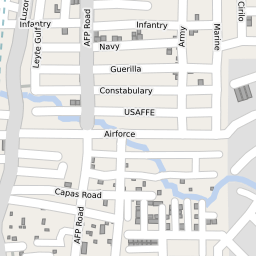 Luzon
Infantry
Leyte Gulf
AFP Road
Infantry
Navy
Army
Marine
Cirilo
Guerilla
Constabulary
USAFFE
Airforce
Capas Road
AFP Road